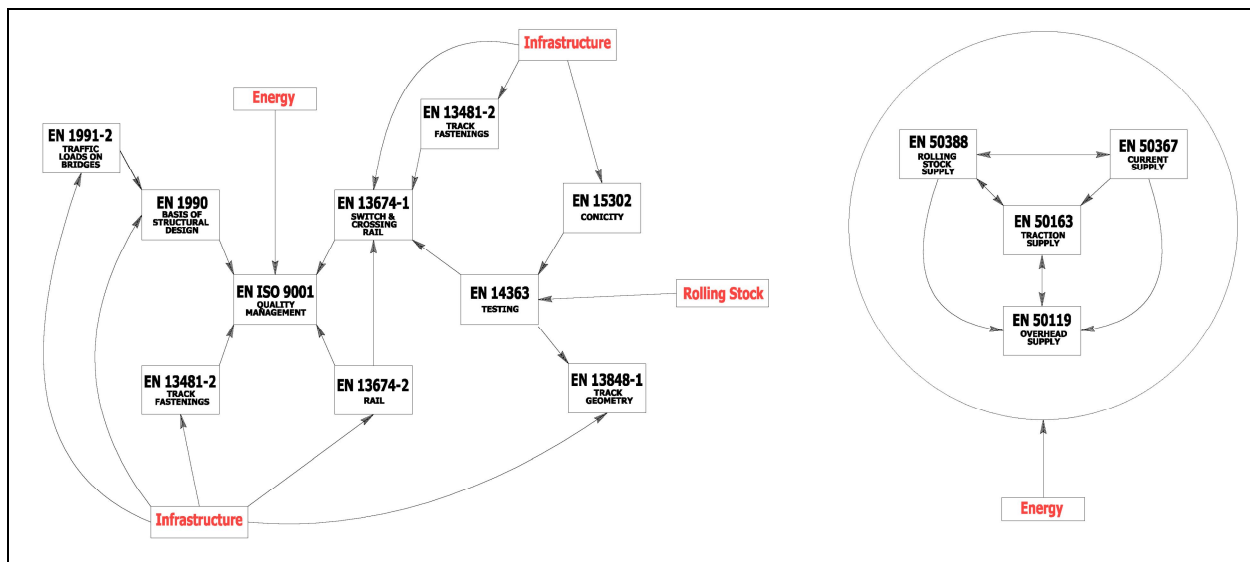 Infrastructure
Energy
EN 13481-2
TRACK
FASTENINGS
EN 1991-2
TRAFFIC
LOADS ON
BRIDGES
EN 1990
BASIS OF
STRUCTURAL
DESIGN
EN 13674-1
SWITCH &
CROSSING
RAIL
EN 15302
CONICITY
EN ISO 9001
QUALITY
MANAGEMENT
EN 14363
TESTING
Rolling Stock
EN 13481-2
TRACK
FASTENINGS
EN 13674-2
RAIL
EN 13848-1
TRACK
GEOMETRY
Infrastructure
EN 50388
ROLLING
STOCK
SUPPLY
EN 50367
CURRENT
SUPPLY
EN 50163
TRACTION
SUPPLY
EN 50119
OVERHEAD
SUPPLY
Energy